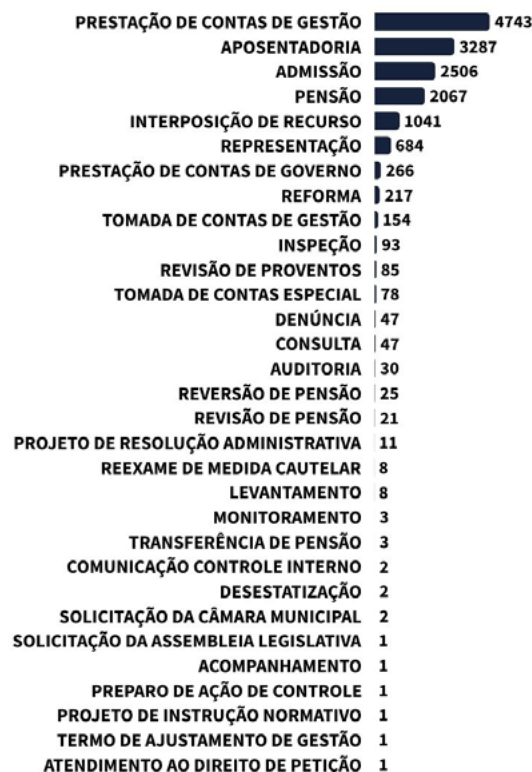 PRESTAÇÃO DE CONTAS DE GESTÃO 4743
APOSENTADORIA 3287
ADMISSÃO 2506
PENSÃO 2067
INTERPOSIÇÃO DE RECURSO 1041
REPRESENTAÇÃO 684
PRESTAÇÃO DE CONTAS DE GOVERNO 266
REFORMA 217
TOMADA DE CONTAS DE GESTÃO 154
INSPEÇÃO 93
REVISÃO DE PROVENTOS 85
TOMADA DE CONTAS ESPECIAL 78
DENÚNCIA 47
CONSULTA 47
AUDITORIA 30
REVERSÃO DE PENSÃO 25
REVISÃO DE PENSÃO 21
PROJETO DE RESOLUÇÃO ADMINISTRATIVA 11
REEXAME DE MEDIDA CAUTELAR 8
LEVANTAMENTO 8
MONITORAMENTO 3
TRANSFERÊNCIA DE PENSÃO 3
COMUNICAÇÃO CONTROLE INTERNO 2
DESESTATIZAÇÃO 2
SOLICITAÇÃO DA CÂMARA MUNICIPAL 2
SOLICITAÇÃO DA ASSEMBLEIA LEGISLATIVA 1
ACOMPANHAMENTO 1
PREPARO DE AÇÃO DE CONTROLE 1
PROJETO DE INSTRUÇÃO NORMATIVO 1
TERMO DE AJUSTAMENTO DE GESTÃO 1
ATENDIMENTO AO DIREITO DE PETIÇÃO 1